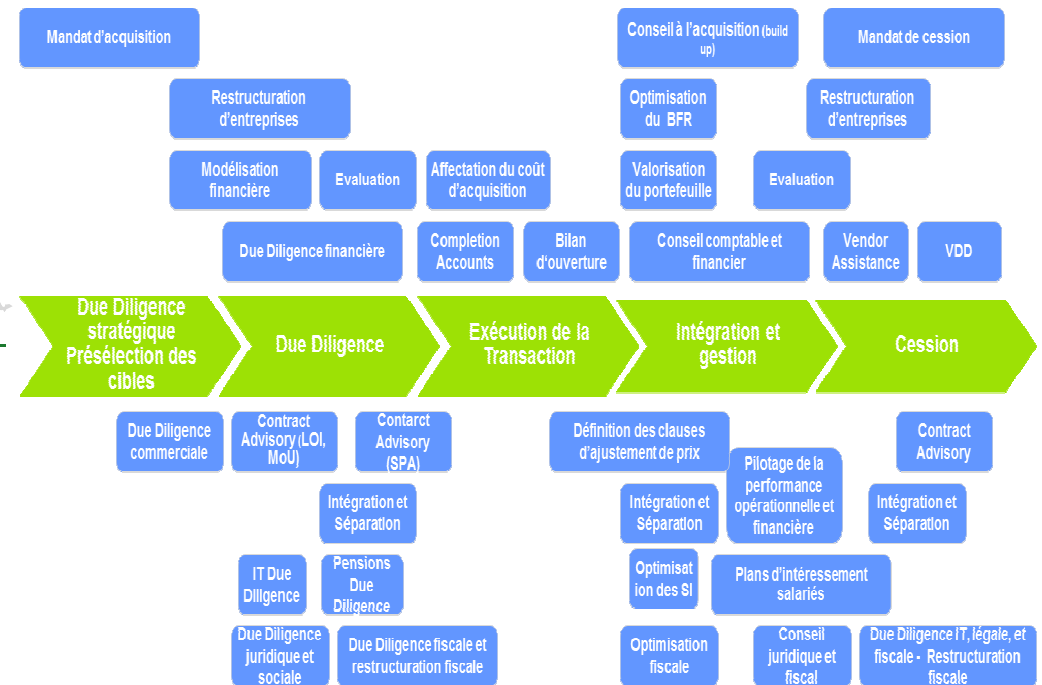 Mandat d'acquisition
Conseil à l'acquisition (build
up)
Mandat de cession
Restructuration
d'entreprises
Optimisation
du BFR
Restructuration
d'entreprises
Modélisation
financière
Evaluation
Affectation du coût
d'acquisition
Valorisation
du portefeuille
Evaluation
Due Diligence financière
Completion
Accounts
Bilan
d'ouverture
Conseil comptable et
financier
Vendor
Assistance
VDD
Due Diligence
stratégique
Présélection des
cibles
Due Diligence
Exécution de la
Transaction
Intégration et
gestion
Cession
Due Diligence
commerciale
Contract
Advisory (LOI,
MoU)
Contarct
Advisory
(SPA)
Définition des clauses
d'ajustement de prix
Contract
Advisory
Pilotage de la
performance
opérationnelle et
financière
Intégration et
Séparation
Intégration et
Séparation
Intégration et
Séparation
IT Due
Diligence
Pensions
Due
Diligence
Optimisat
ion des SI
Plans d'intéressement
salariés
Due Diligence
juridique et
sociale
Due Diligence fiscale et
restructuration fiscale
Optimisation
fiscale
Conseil
juridique et
fiscal
Due Diligence IT, légale, et
fiscale - Restructuration
fiscale